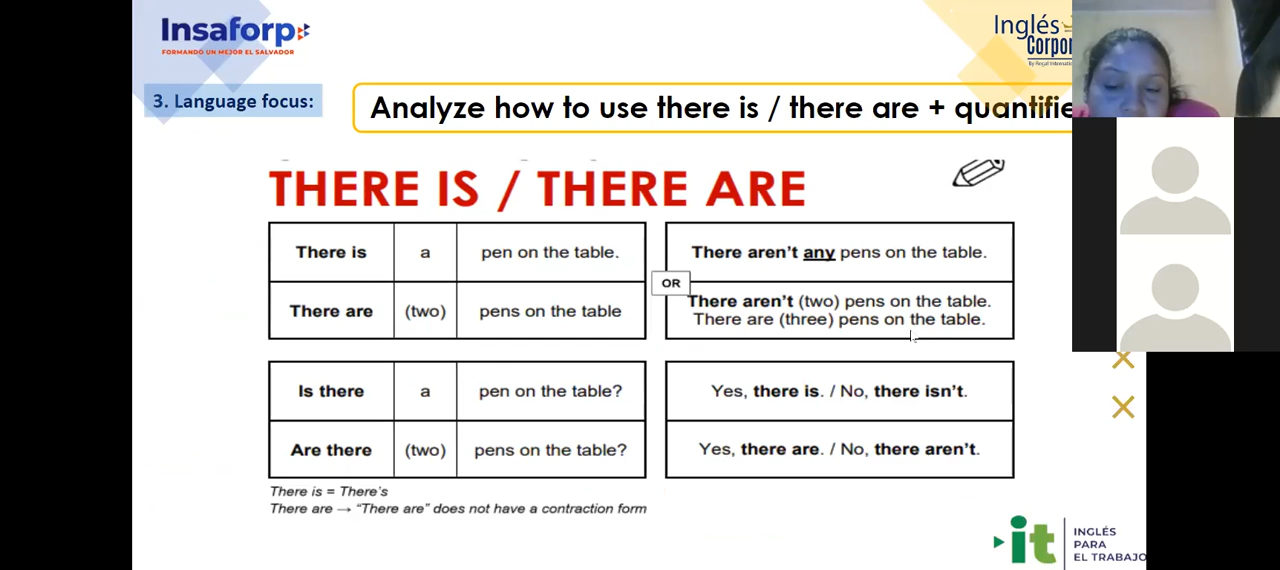 Insaforp
FORMANDO UN MEJOR EL SALVADOR
Inglés
3. Language focus:
Analyze how to use there is / there are +
THERE IS / THERE ARE
There is a pen on the table.
There are (two) pens on the table
OR
There aren't any pens on the table.
There aren't (two) pens on the table.
There are (three) pens on the table.
Is there a pen on the table?
Yes, there is. / No, there isn't.
Are there (two) pens on the table?
Yes, there are. / No, there aren't.
There is = There's
There are → “There are” does not have a contraction form
it
INGLÉS
PARA
EL TRABAJO